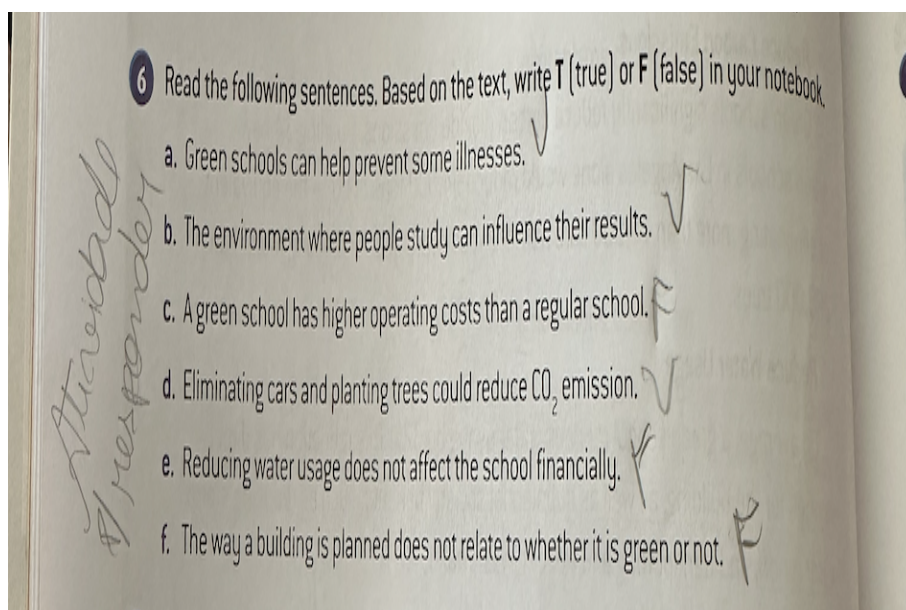 6 Read the following sentences. Based on the text, write T (true) or F (false) in your notebook.
a. Green schools can help prevent some illnesses. V
b. The environment where people study can influence their results. V
c. A green school has higher operating costs than a regular school. F
d. Eliminating cars and planting trees could reduce CO₂ emission. V
e. Reducing water usage does not affect the school financially. F
f. The way a building is planned does not relate to whether it is green or not. F
responder